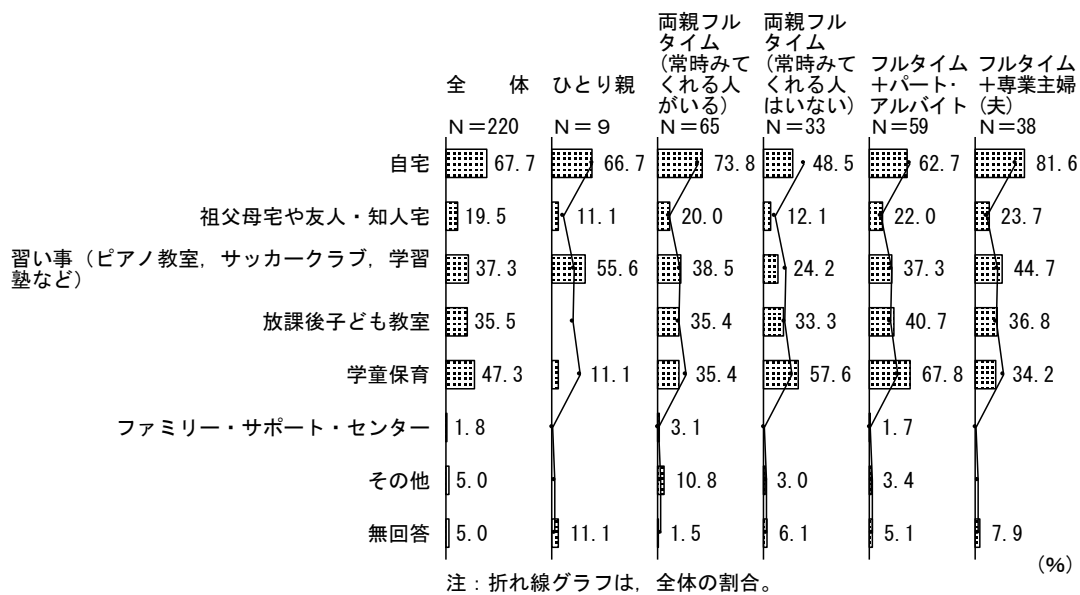 全　体
N＝220
ひとり親
N＝9
両親フル
タイム
（常時みて
くれる人
がいる）
N＝65
両親フル
タイム
（常時みて
くれる人
はいない）
N＝33
フルタイム
＋パート・
アルバイト
N＝59
フルタイム
＋専業主婦
（夫）
N＝38
自宅 67.7 66.7 73.8 48.5 62.7 81.6
祖父母宅や友人・知人宅 19.5 11.1 20.0 12.1 22.0 23.7
習い事（ピアノ教室，サッカークラブ，学習
塾など） 37.3 55.6 38.5 24.2 37.3 44.7
放課後子ども教室 35.5 35.4 33.3 40.7 36.8
学童保育 47.3 11.1 35.4 57.6 67.8 34.2
ファミリー・サポート・センター 1.8 3.1 1.7
その他 5.0 10.8 3.0 3.4
無回答 5.0 11.1 1.5 6.1 5.1 7.9
（%）
注：折れ線グラフは，全体の割合。